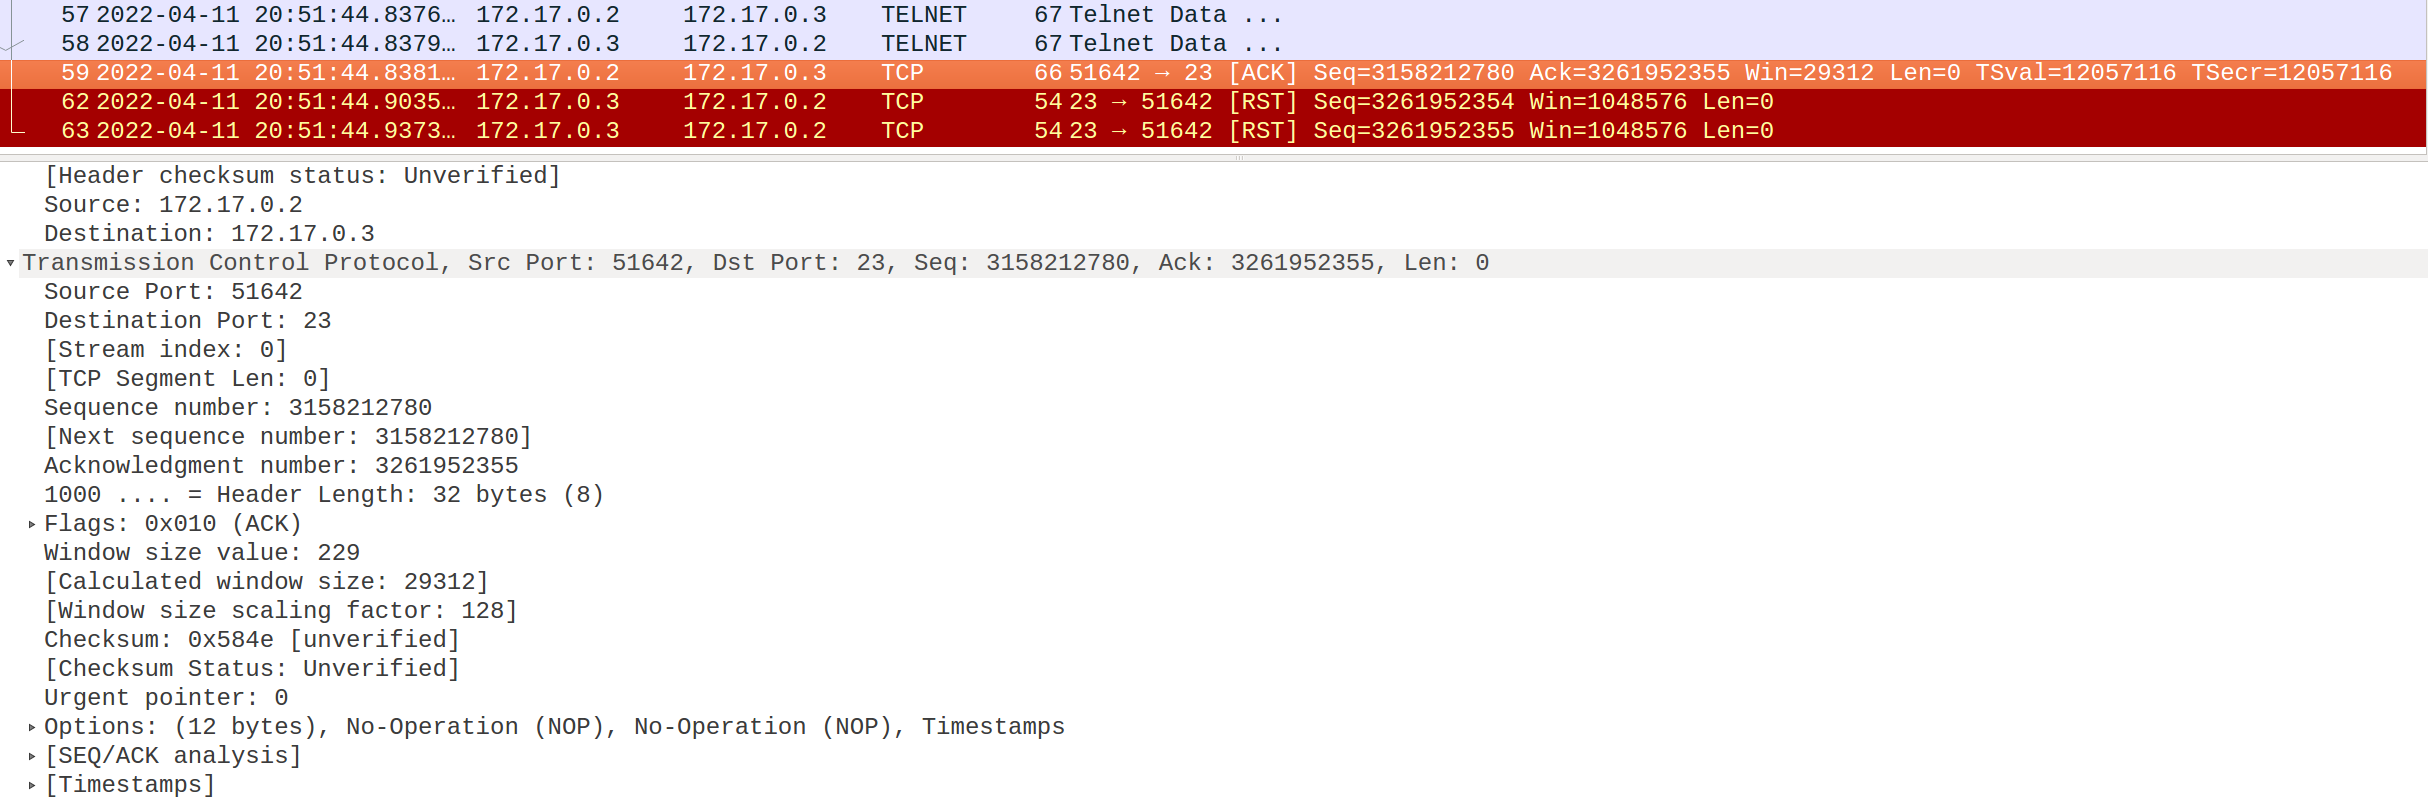 57 2022-04-11 20:51:44.8376… 172.17.0.2 172.17.0.3 TELNET 67 Telnet Data ...
58 2022-04-11 20:51:44.8379… 172.17.0.3 172.17.0.2 TELNET 67 Telnet Data ...
59 2022-04-11 20:51:44.8381… 172.17.0.2 172.17.0.3 TCP 66 51642 → 23 [ACK] Seq=3158212780 Ack=3261952355 Win=29312 Len=0 TSval=12057116 TSecr=12057116
62 2022-04-11 20:51:44.9035… 172.17.0.3 172.17.0.2 TCP 54 23 → 51642 [RST] Seq=3261952354 Win=1048576 Len=0
63 2022-04-11 20:51:44.9373… 172.17.0.3 172.17.0.2 TCP 54 23 → 51642 [RST] Seq=3261952355 Win=1048576 Len=0
[Header checksum status: Unverified]
Source: 172.17.0.2
Destination: 172.17.0.3
Transmission Control Protocol, Src Port: 51642, Dst Port: 23, Seq: 3158212780, Ack: 3261952355, Len: 0
Source Port: 51642
Destination Port: 23
[Stream index: 0]
[TCP Segment Len: 0]
Sequence number: 3158212780
[Next sequence number: 3158212780]
Acknowledgment number: 3261952355
1000 .... = Header Length: 32 bytes (8)
Flags: 0x010 (ACK)
Window size value: 229
[Calculated window size: 29312]
[Window size scaling factor: 128]
Checksum: 0x584e [unverified]
[Checksum Status: Unverified]
Urgent pointer: 0
Options: (12 bytes), No-Operation (NOP), No-Operation (NOP), Timestamps
[SEQ/ACK analysis]
[Timestamps]